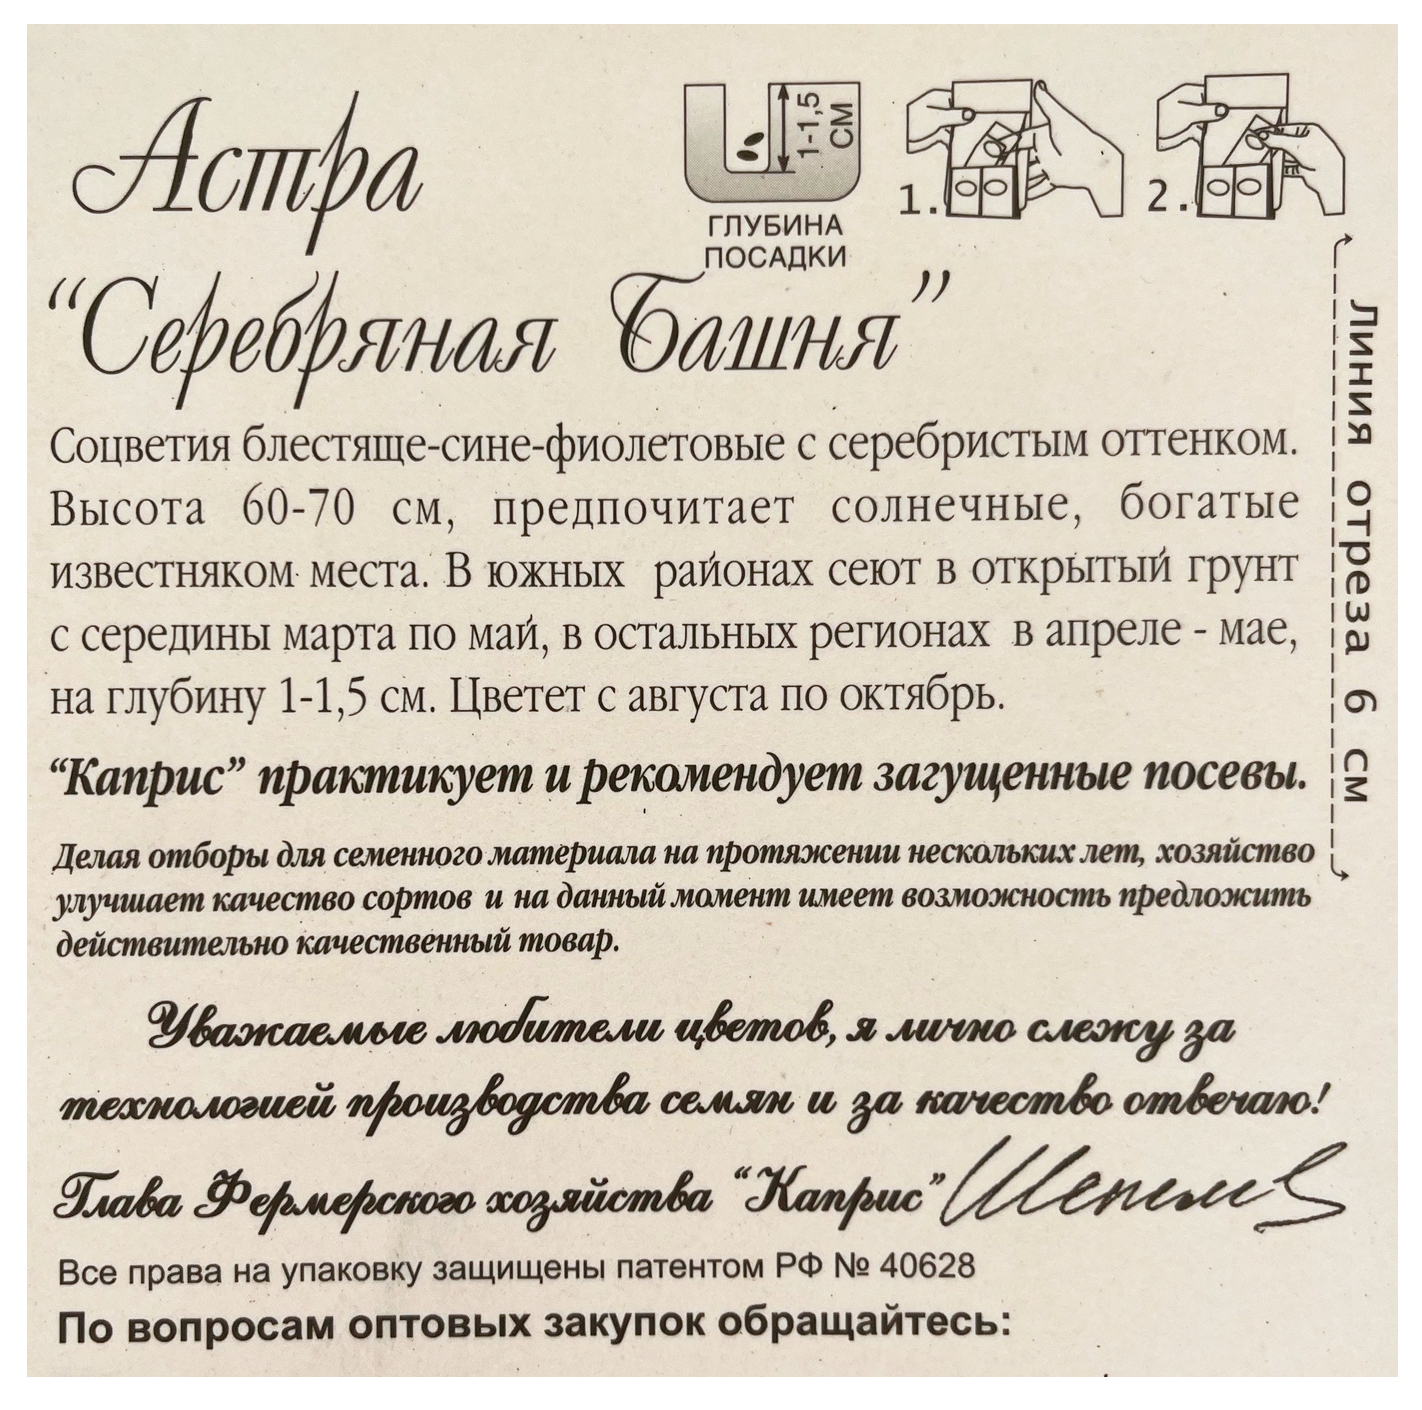 Астра
1-1,5
СМ
ГЛУБИНА
ПОСАДКИ
1.
2.
“Серебряная Башня”
Соцветия блестяще-сине-фиолетовые с серебристым оттенком.
Высота 60-70 см, предпочитает солнечные, богатые
известняком места. В южных районах сеют в открытый грунт
с середины марта по май, в остальных регионах в апреле - мае,
на глубину 1-1,5 см. Цветет с августа по октябрь.
“Каприс” практикует и рекомендует загущенные посевы.
Делая отборы для семенного материала на протяжении нескольких лет, хозяйство
улучшает качество сортов и на данный момент имеет возможность предложить
действительно качественный товар.
Уважаемые любители цветов, я лично слежу за
технологией производства семян и за качество отвечаю!
Глава Фермерского хозяйства “Каприс”
Все права на упаковку защищены патентом РФ № 40628
По вопросам оптовых закупок обращайтесь:
Линия отреза 6 см